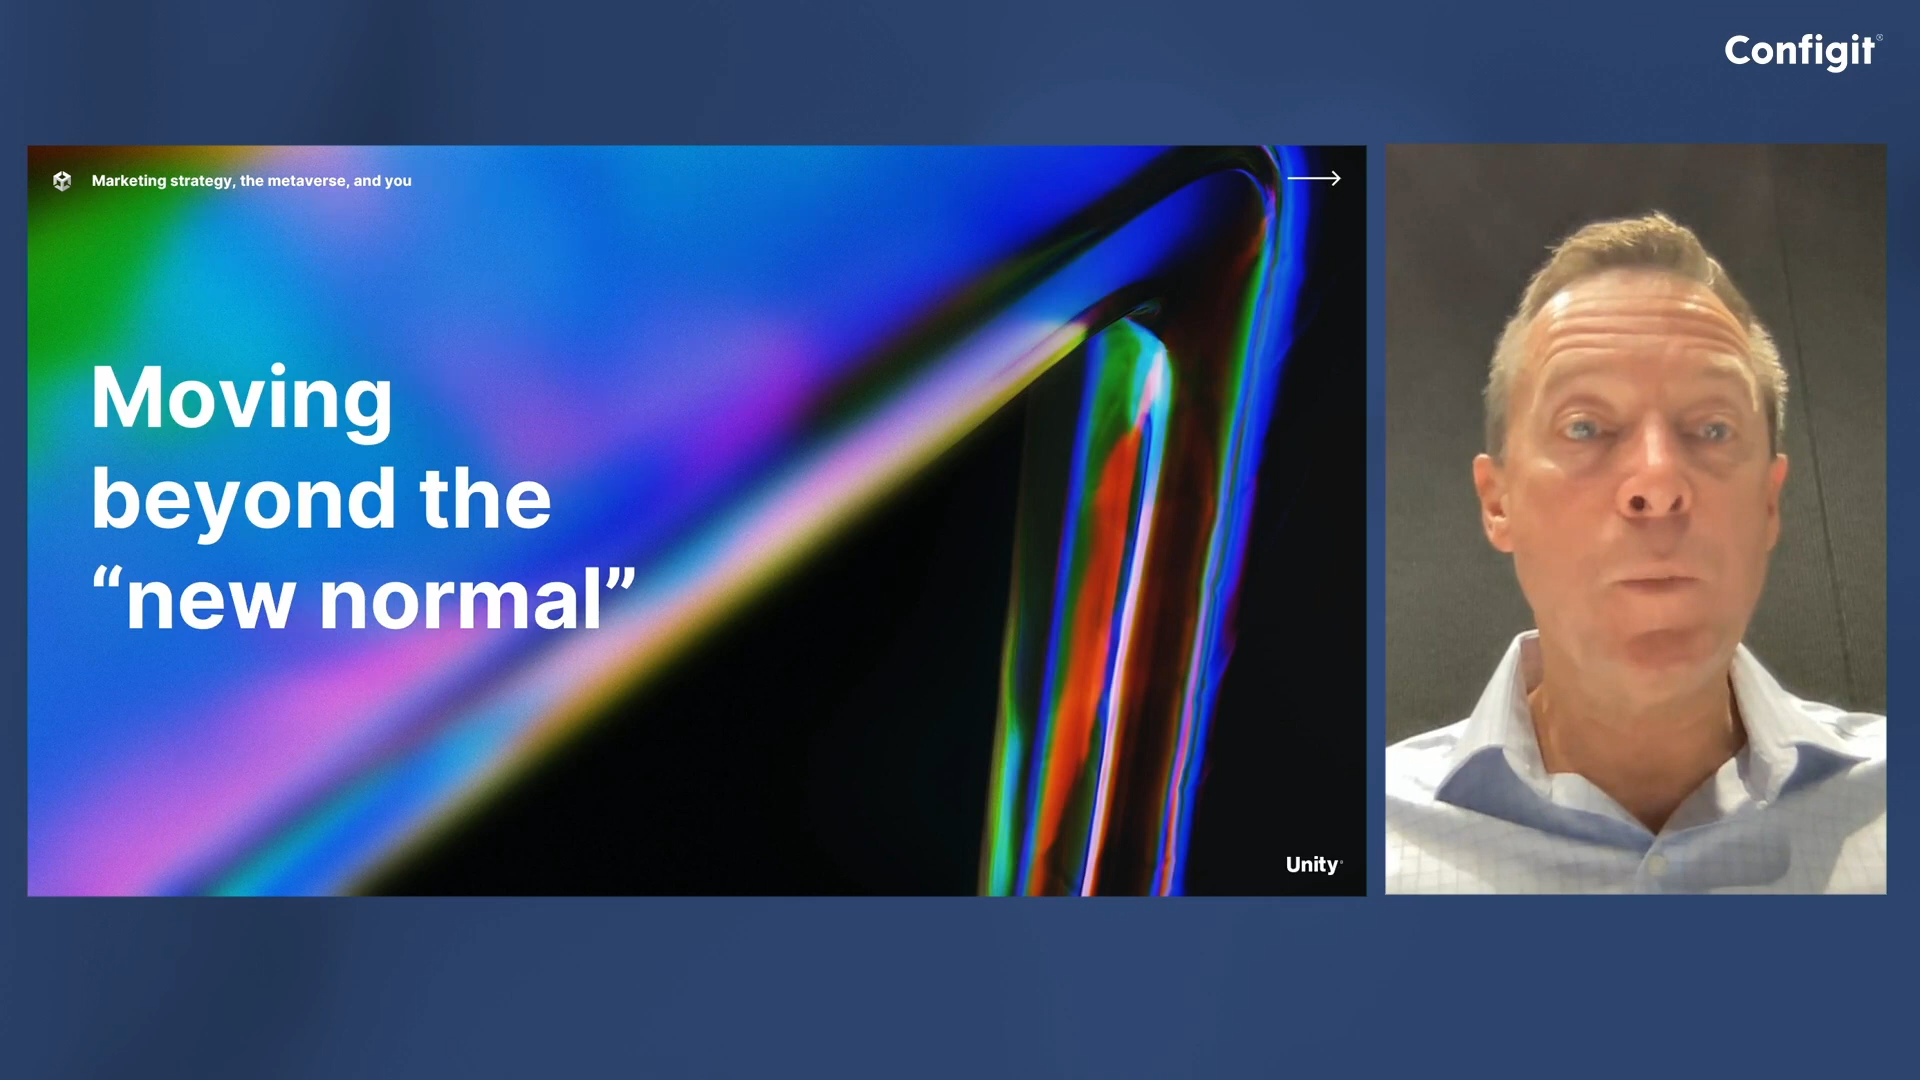 Configit®
Marketing strategy, the metaverse, and you
Moving
beyond the
“new normal”
Unity